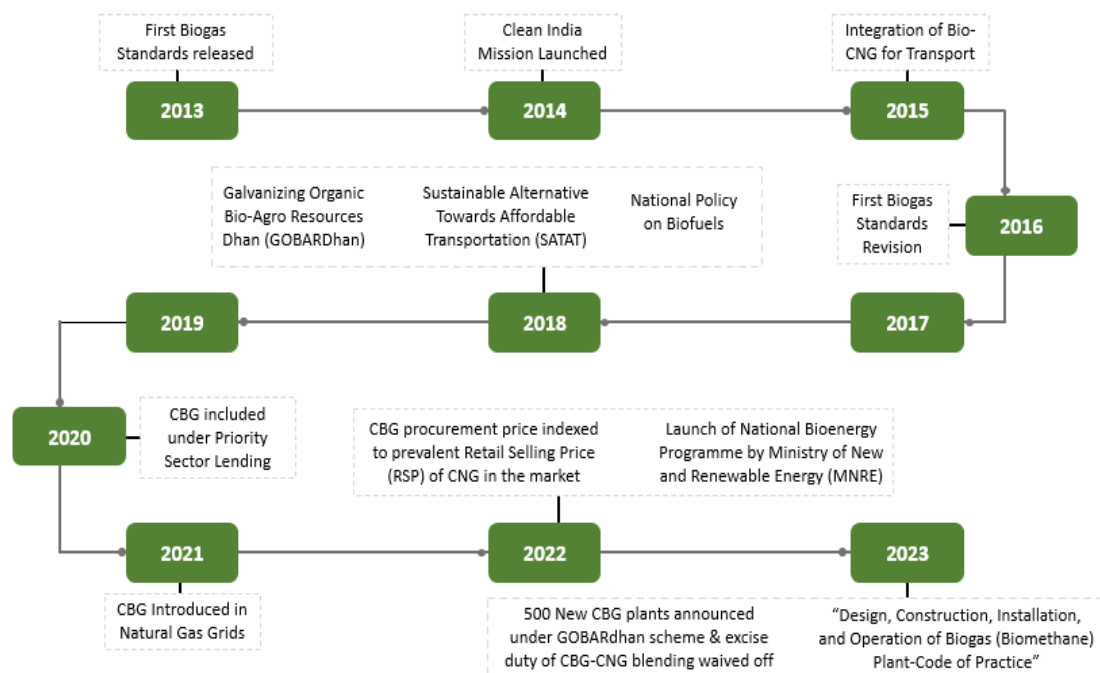 First Biogas
Standards released
Clean India
Mission Launched
Integration of Bio-
CNG for Transport
2013
2014
2015
Galvanizing Organic
Bio-Agro Resources
Dhan (GOBARDhan)
Sustainable Alternative
Towards Affordable
Transportation (SATAT)
National Policy
on Biofuels
First Biogas
Standards
Revision
2016
2019
2018
2017
2020
CBG included
under Priority
Sector Lending
CBG procurement price indexed
to prevalent Retail Selling Price
(RSP) of CNG in the market
Launch of National Bioenergy
Programme by Ministry of New
and Renewable Energy (MNRE)
2021
2022
2023
CBG Introduced in
Natural Gas Grids
500 New CBG plants announced
under GOBARdhan scheme & excise
duty of CBG-CNG blending waived off
“Design, Construction, Installation,
and Operation of Biogas (Biomethane)
Plant-Code of Practice”